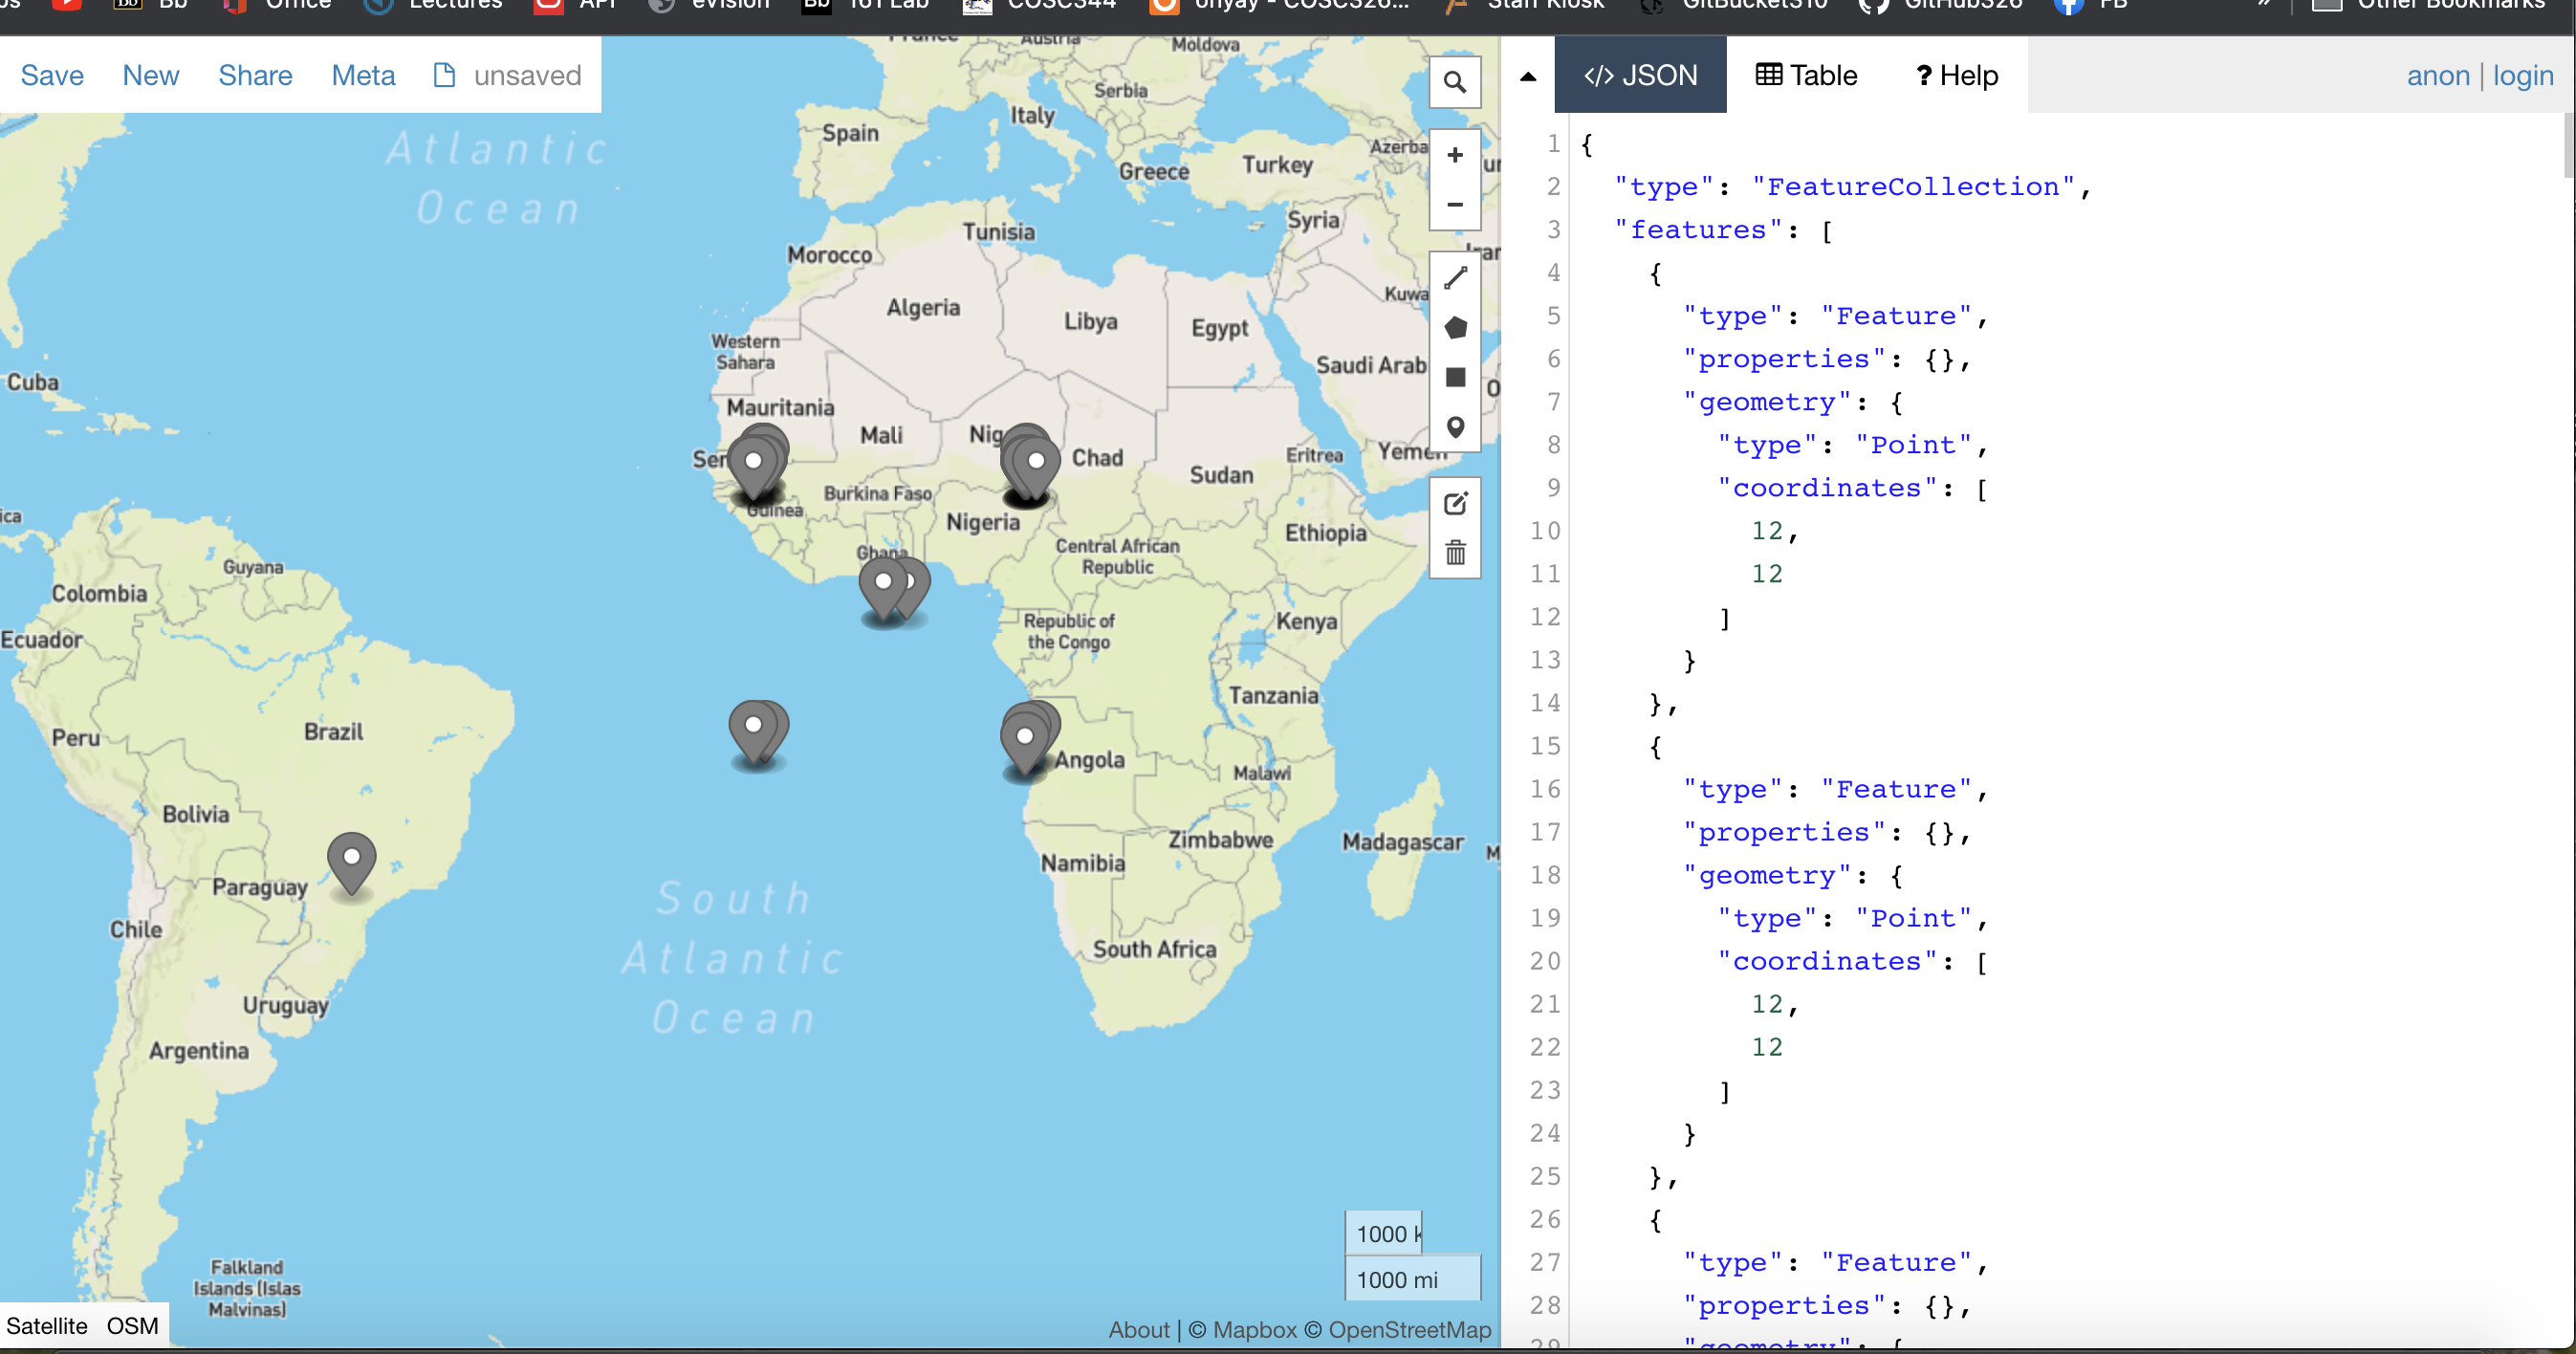 Bb
Office
Lectures
API
eVision
Bb 161 Lab
COSCS44
Staff Kiosk
GitBucketS10
GitHubS26
FB
»
Other Bookmarks
Save New Share Meta unsaved
</> JSON Table ? Help
anon | login
Atlantic
Ocean
France
Austria
Moldova
Serbia
Italy
Spain
Greece
Turkey
Azerba
Syria
Tunisia
Morocco
Algeria
Libya
Egypt
Kuwa
Western
Sahara
Saudi Arab
Cuba
Mauritania
Mali
Nig
Chad
Sudan
Eritrea
Yemen
Ser
Burkina Faso
Guinea
Nigeria
Ethiopia
Ghana
Central African
Republic
Guyana
Colombia
Ecuador
Republic of
the Congo
Kenya
Tanzania
Brazil
Peru
Angola
Malawi
Bolivia
Zimbabwe
Madagascar
Namibia
Paraguay
South
Atlantic
Ocean
Chile
South Africa
Uruguay
Argentina
Falkland
Islands (Islas
Malvinas)
+
−
1000 k
1000 mi
Satellite OSM
About | © Mapbox © OpenStreetMap
1 {
2 "type": "FeatureCollection",
3 "features": [
4 {
5 "type": "Feature",
6 "properties": {},
7 "geometry": {
8 "type": "Point",
9 "coordinates": [
10 12,
11 12
12 ]
13 }
14 },
15 {
16 "type": "Feature",
17 "properties": {},
18 "geometry": {
19 "type": "Point",
20 "coordinates": [
21 12,
22 12
23 ]
24 }
25 },
26 {
27 "type": "Feature",
28 "properties": {},
29 "geometry": {